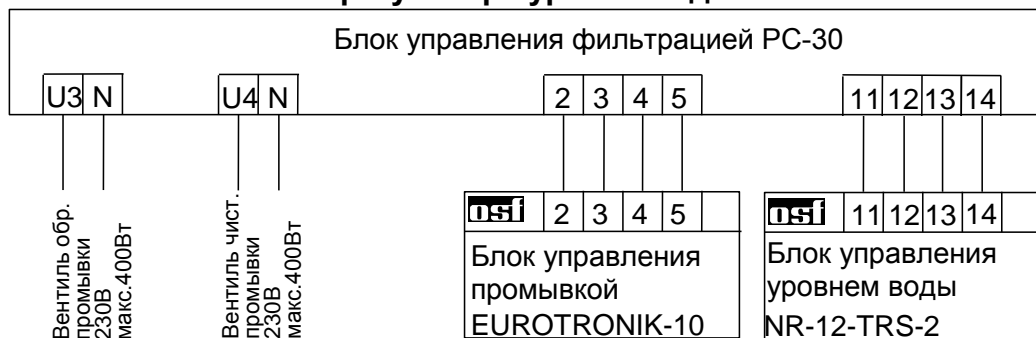 Блок управления фильтрацией PC-30
U3 N U4 N 2 3 4 5 11 12 13 14
Вентиль обр.
промывки
230В
макс.400Вт
Вентиль чист.
промывки
230В
макс.400Вт
osf 2 3 4 5
Блок управления
промывкой
EUROTRONIK-10
osf 11 12 13 14
Блок управления
уровнем воды
NR-12-TRS-2